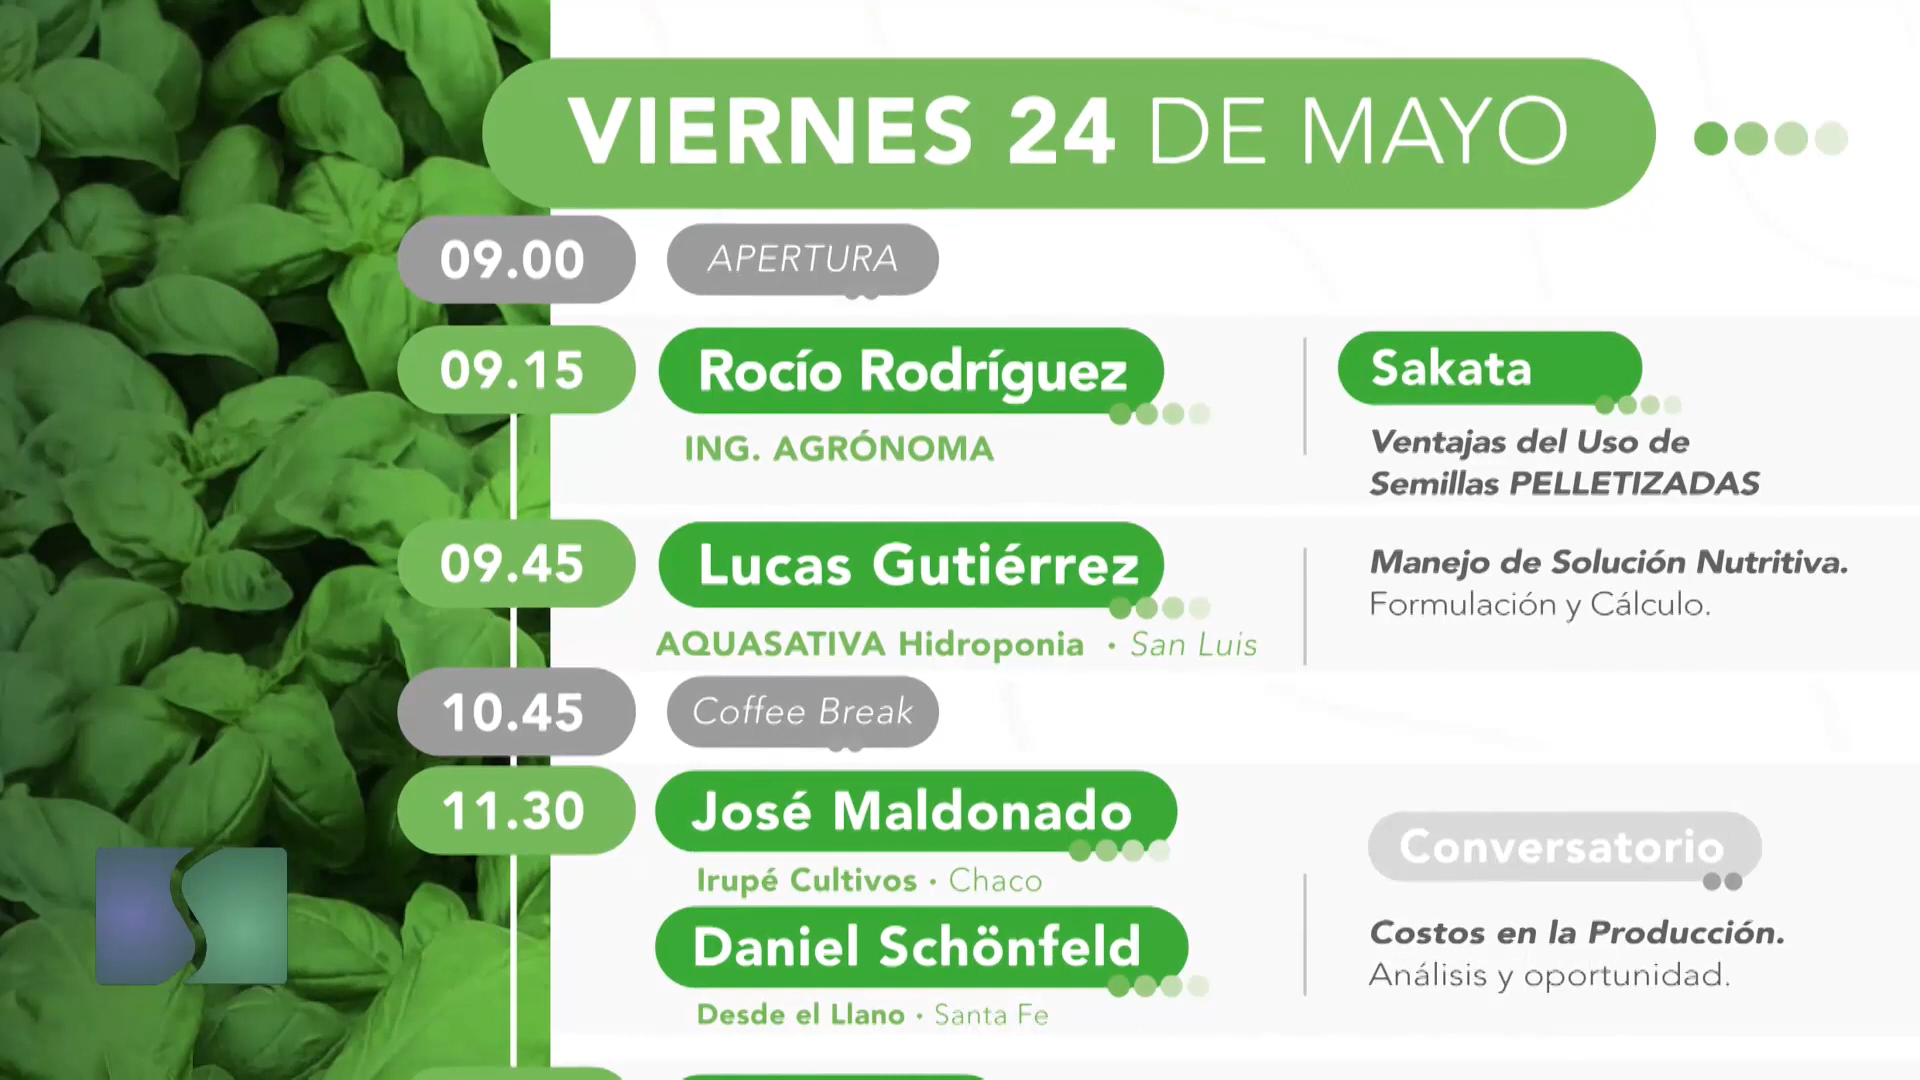 VIERNES 24 DE MAYO
09.00
APERTURA
09.15
Rocío Rodríguez
ING. AGRÓNOMA
Sakata
Ventajas del Uso de
Semillas PELLETIZADAS
09.45
Lucas Gutiérrez
AQUASATIVA Hidroponia • San Luis
Manejo de Solución Nutritiva.
Formulación y Cálculo.
10.45
Coffee Break
11.30
José Maldonado
Irupé Cultivos • Chaco
Daniel Schönfeld
Desde el Llano • Santa Fe
Conversatorio
Costos en la Producción.
Análisis y oportunidad.